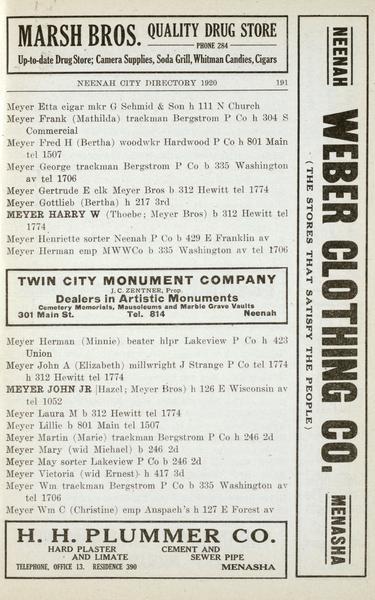 MARSH BROS. QUALITY DRUG STORE
PHONE 284
Up-to-date Drug Store; Camera Supplies, Soda Grill, Whitman Candies, Cigars
NEENAH CITY DIRECTORY 1920 191
Meyer Etta cigar mkr G Schmid & Son h 111 N Church
Meyer Frank (Mathilda) trackman Bergstrom P Co h 304 S
Commercial
Meyer Fred H (Bertha) woodwkr Hardwood P Co h 801 Main
tel 1507
Meyer George trackman Bergstrom P Co b 335 Washington
av tel 1706
Meyer Gertrude E clk Meyer Bros b 312 Hewitt tel 1774
Meyer Gottlieb (Bertha) h 217 3rd
MEYER HARRY W (Thoebe; Meyer Bros) b 312 Hewitt tel
1774
Meyer Henriette sorter Neenah P Co b 429 E Franklin av
Meyer Herman emp MWWCo b 335 Washington av tel 1706
TWIN CITY MONUMENT COMPANY
J. C. ZENTNER, Prop.
Dealers in Artistic Monuments
Cemetery Memorials, Mausoleums and Marble Grave Vaults
301 Main St. Tel. 814 Neenah
Meyer Herman (Minnie) beater hlpr Lakeview P Co h 423
Union
Meyer John A (Elizabeth) millwright J Strange P Co tel 1774
h 312 Hewitt tel 1774
MEYER JOHN JR (Hazel; Meyer Bros) h 126 E Wisconsin av
tel 1052
Meyer Laura M b 312 Hewitt tel 1774
Meyer Lillie b 801 Main tel 1507
Meyer Martin (Marie) trackman Bergstrom P Co h 246 2d
Meyer Mary (wid Michael) b 246 2d
Meyer May sorter Lakeview P Co b 246 2d
Meyer Victoria (wid Ernest) h 417 3d
Meyer Wm trackman Bergstrom P Co b 335 Washington av
tel 1706
Meyer Wm C (Christine) emp Anspach's h 127 E Forest av
H. H. PLUMMER CO.
HARD PLASTER CEMENT AND
AND LIMATE SEWER PIPE
TELEPHONE, OFFICE 13. RESIDENCE 390 MENASHA
NEENAH WEBER CLOTHING CO. MENASHA
(THE STORES THAT SATISFY THE PEOPLE)